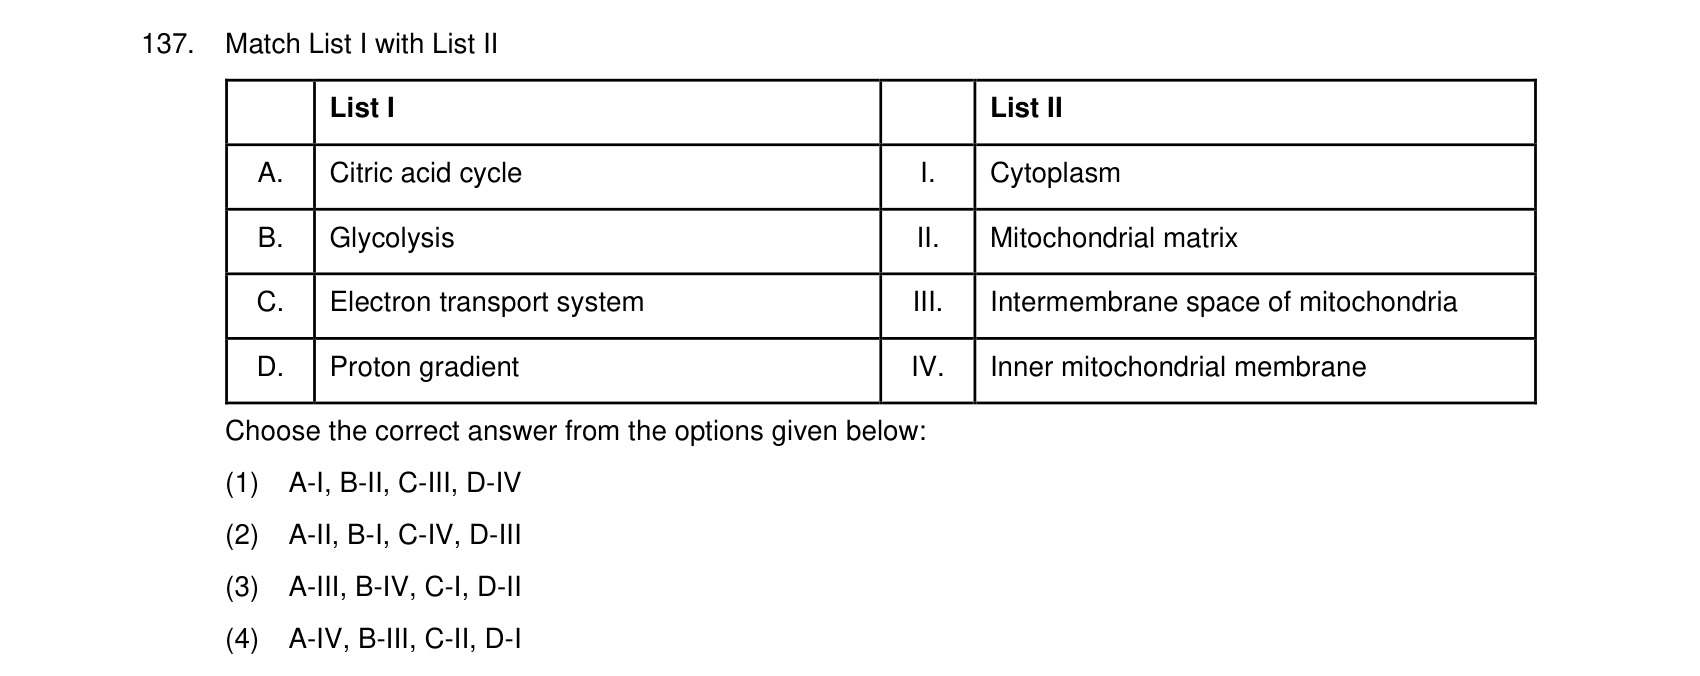 137. Match List I with List II
List I List II
A. Citric acid cycle I. Cytoplasm
B. Glycolysis II. Mitochondrial matrix
C. Electron transport system III. Intermembrane space of mitochondria
D. Proton gradient IV. Inner mitochondrial membrane
Choose the correct answer from the options given below:
(1) A-I, B-II, C-III, D-IV
(2) A-II, B-I, C-IV, D-III
(3) A-III, B-IV, C-I, D-II
(4) A-IV, B-III, C-II, D-I